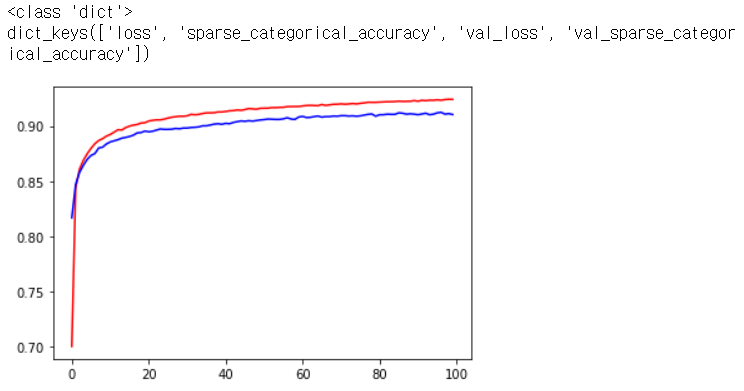 <class 'dict'>
dict_keys(['loss', 'sparse_categorical_accuracy', 'val_loss', 'val_sparse_categor
ical_accuracy'])
0.90
0.85
0.80
0.75
0.70
0 20 40 60 80 100